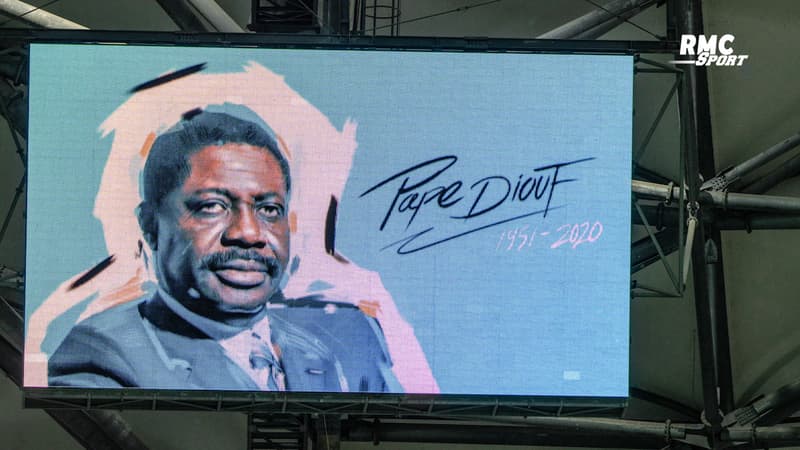 RMC
SPORT
Pape Diouf
1951-2020